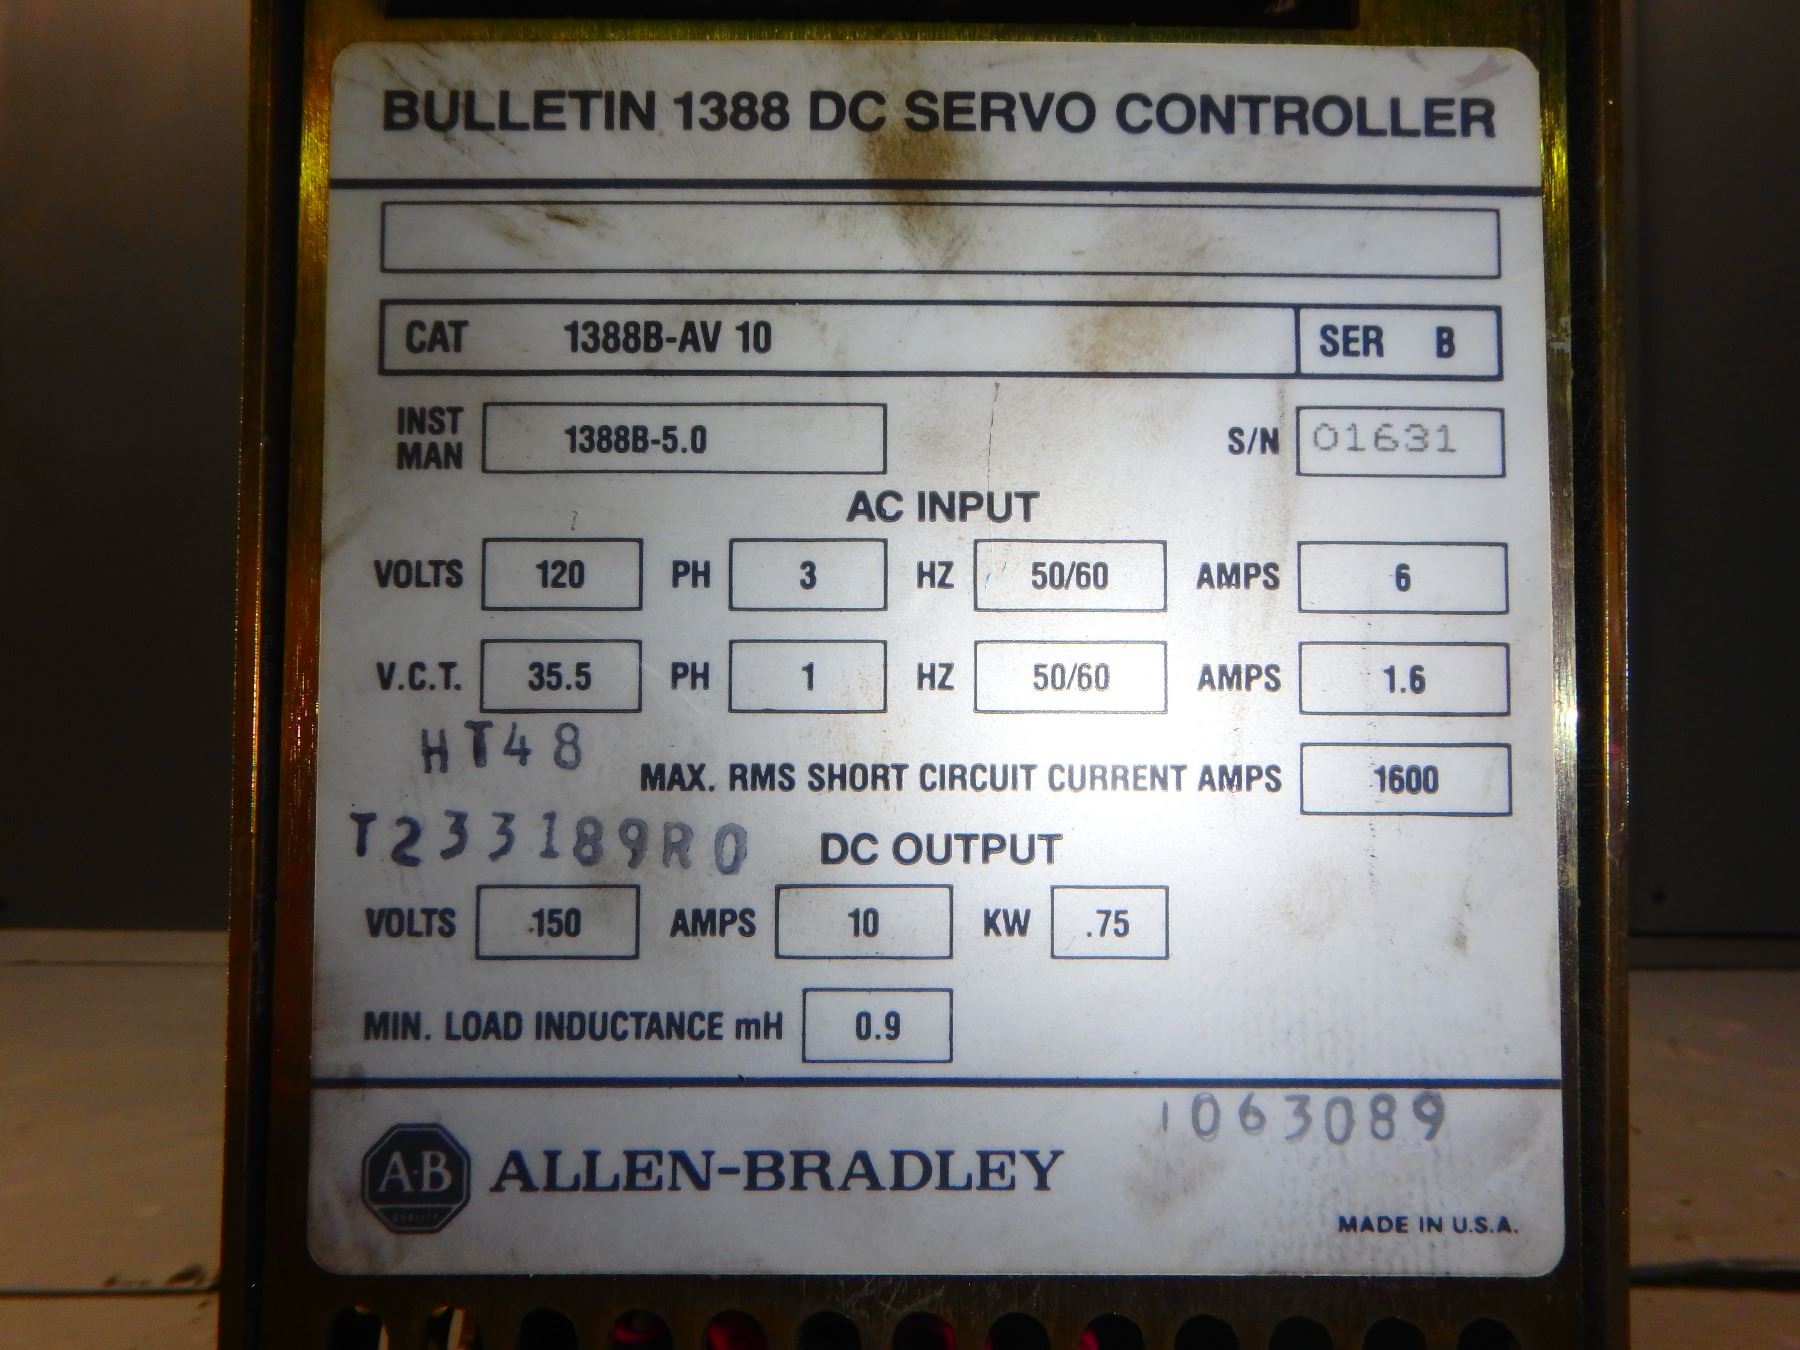 BULLETIN 1388 DC SERVO CONTROLLER
CAT 1388B-AV 10 SER B
INST MAN 1388B-5.0 S/N 01631
AC INPUT
VOLTS 120 PH 3 HZ 50/60 AMPS 6
V.C.T. 35.5 PH 1 HZ 50/60 AMPS 1.6
HT48
MAX. RMS SHORT CIRCUIT CURRENT AMPS 1600
T233189R0
DC OUTPUT
VOLTS 150 AMPS 10 KW .75
MIN. LOAD INDUCTANCE mH 0.9
1063089
A·B ALLEN-BRADLEY
QUALITY
MADE IN U.S.A.